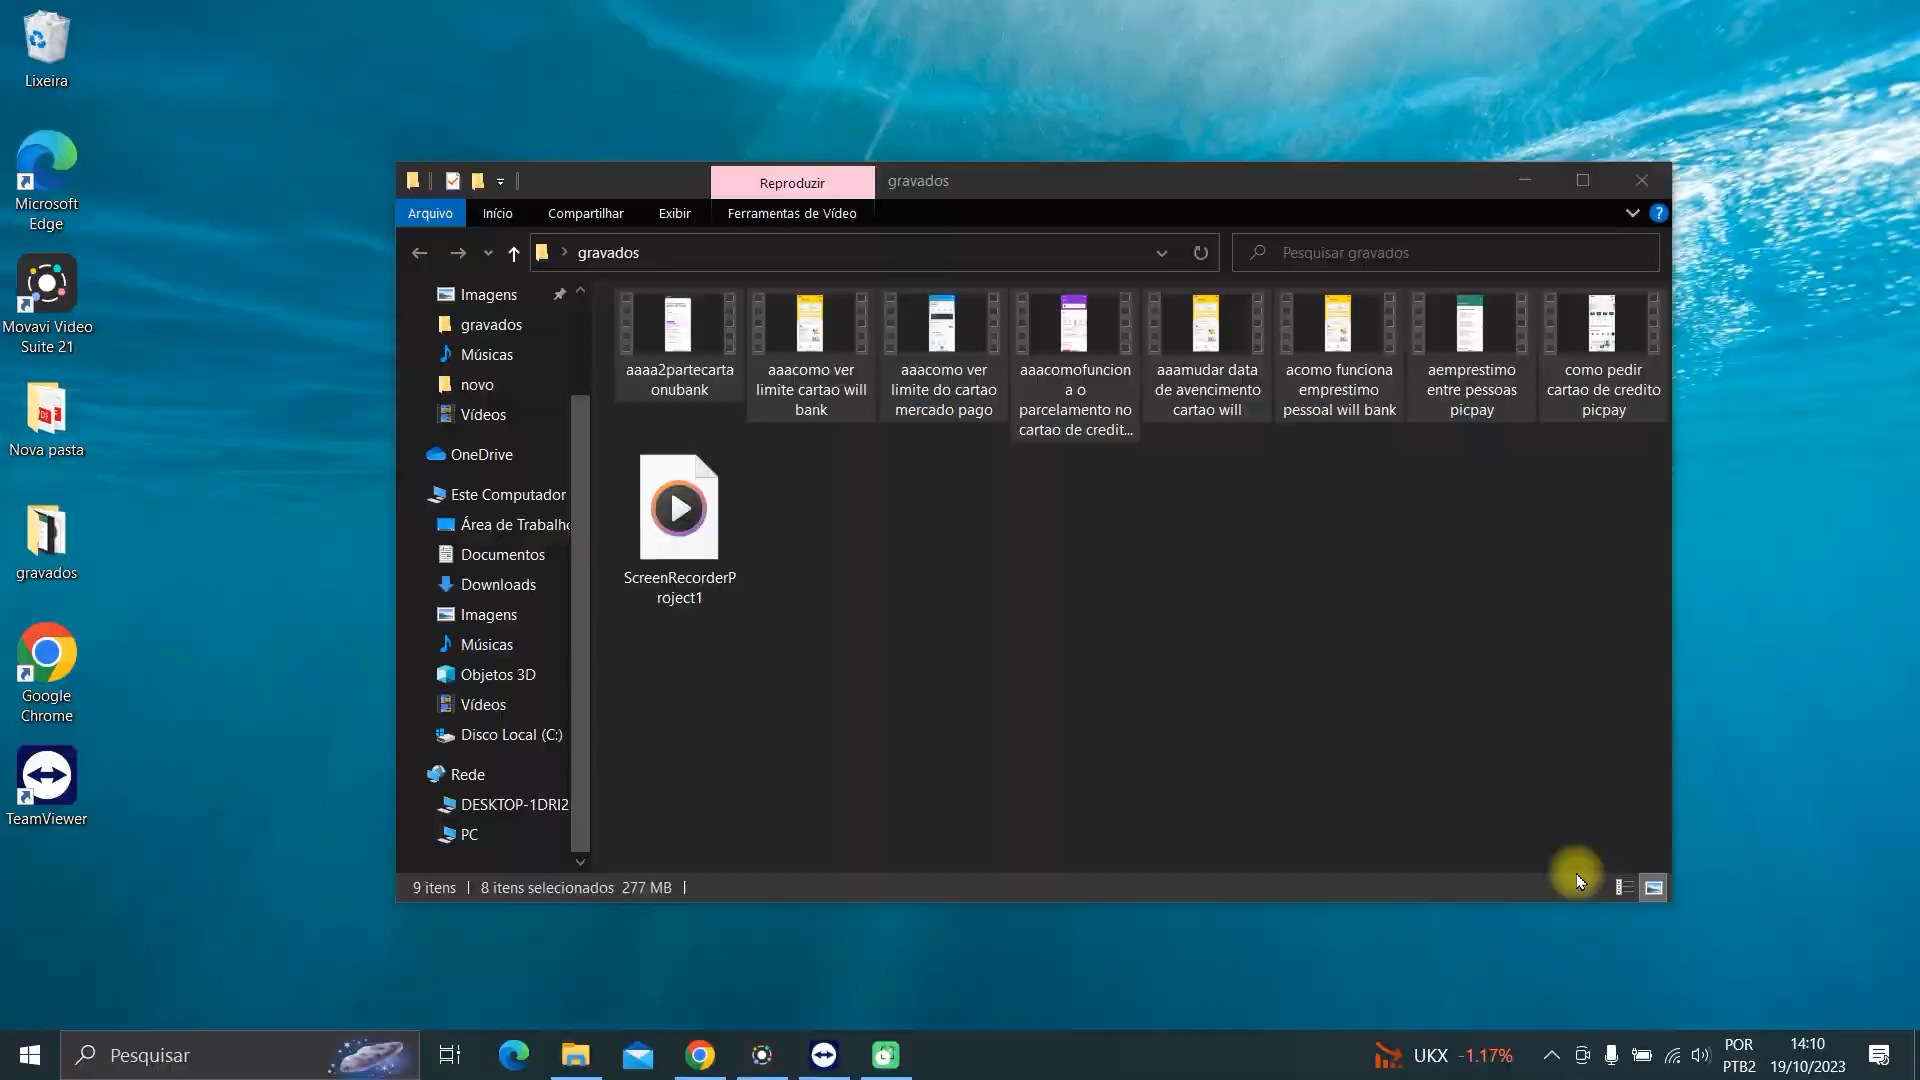 Lixeira
Microsoft
Edge
Movavi Video
Suite 21
PDF
Nova pasta
gravados
Google
Chrome
TeamViewer
Reproduzir
gravados
Arquivo
Início
Compartilhar
Exibir
Ferramentas de Vídeo
?
gravados
Pesquisar gravados
Imagens
gravados
Músicas
novo
Vídeos
OneDrive
Este Computador
Área de Trabalho
Documentos
Downloads
Imagens
Músicas
Objetos 3D
Vídeos
Disco Local (C:)
Rede
DESKTOP-1DRI2
PC
aaaa2partecarta
onubank
aaacomo ver
limite cartao will
bank
aaacomo ver
limite do cartao
mercado pago
aaacomofuncion
a o
parcelamento no
cartao de credit...
aaamudar data
de avencimento
cartao will
acomo funciona
emprestimo
pessoal will bank
aemprestimo
entre pessoas
picpay
como pedir
cartao de credito
picpay
ScreenRecorderP
roject1
9 itens
8 itens selecionados 277 MB
Pesquisar
UKX -1.17%
POR
PTB2
14:10
19/10/2023